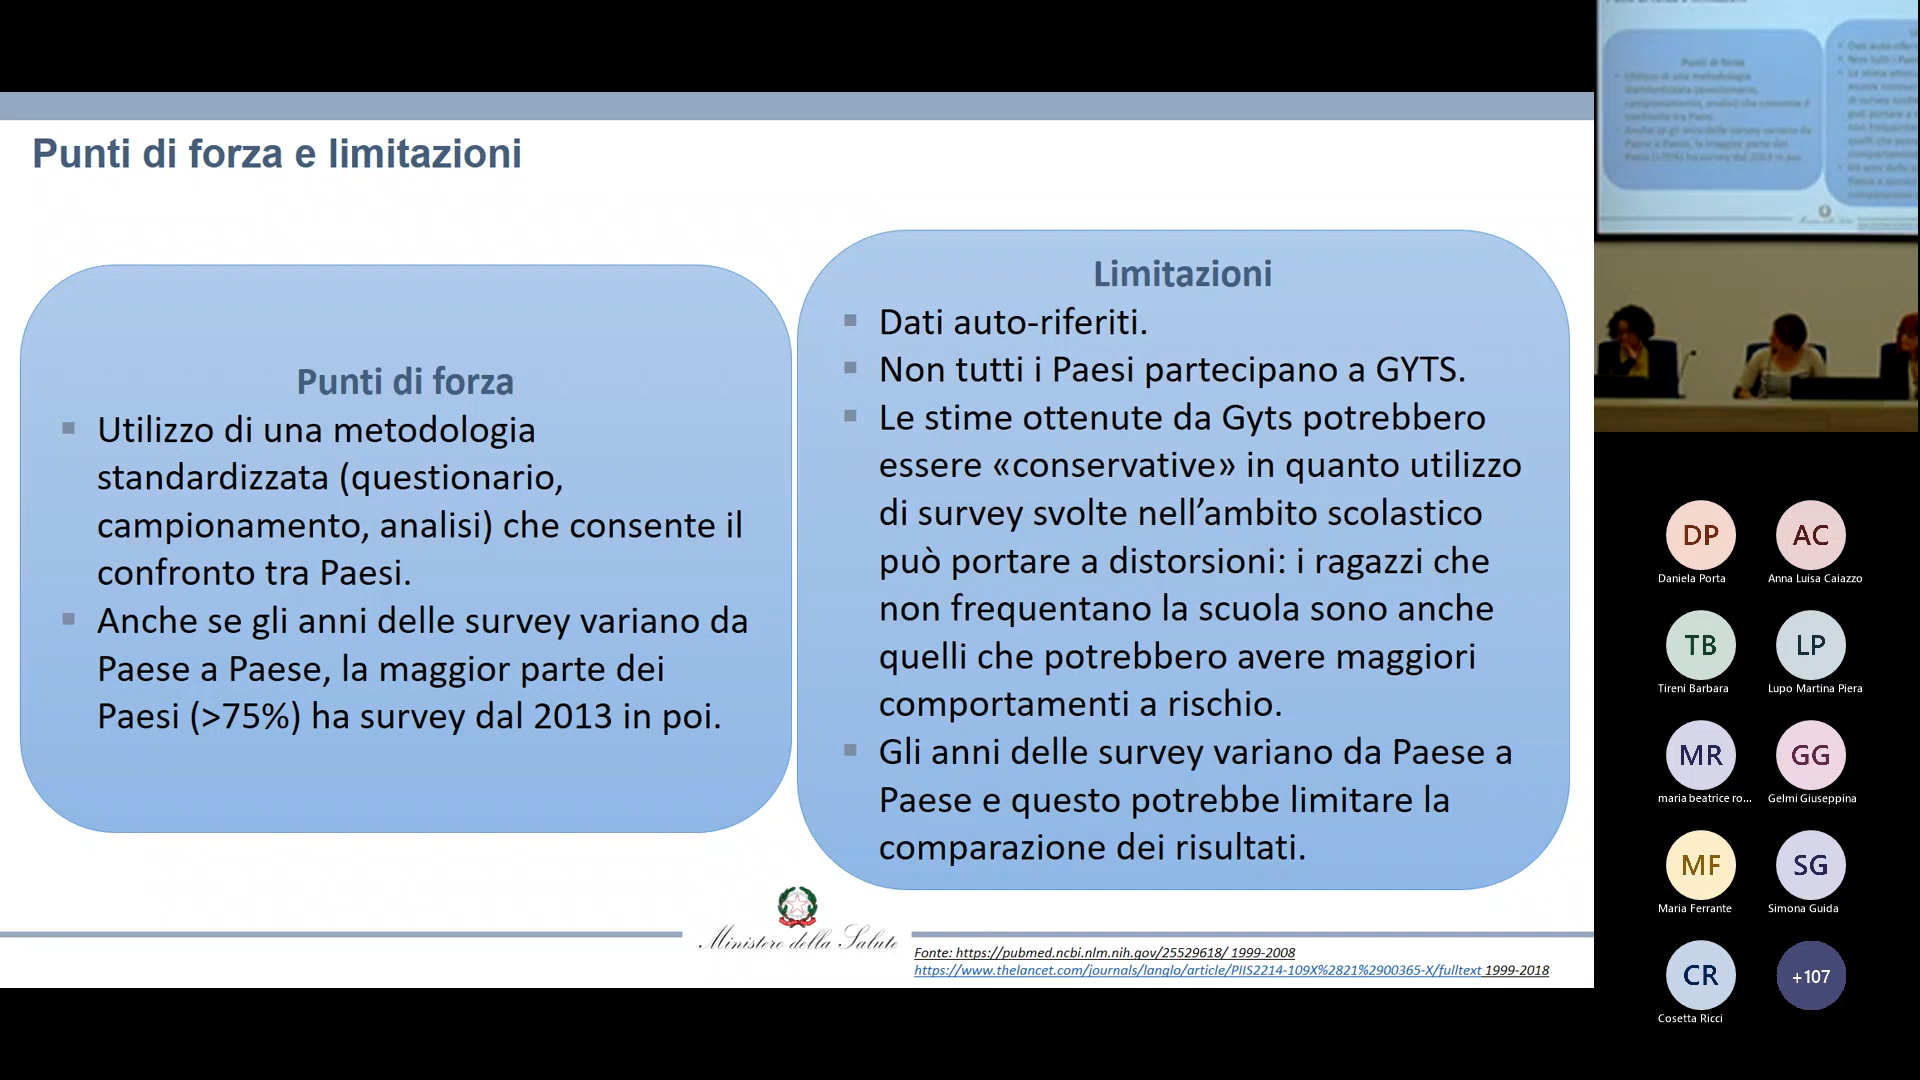 Punti di forza e limitazioni
Punti di forza
Utilizzo di una metodologia
standardizzata (questionario,
campionamento, analisi) che consente il
confronto tra Paesi.
Anche se gli anni delle survey variano da
Paese a Paese, la maggior parte dei
Paesi (>75%) ha survey dal 2013 in poi.
Limitazioni
Dati auto-riferiti.
Non tutti i Paesi partecipano a GYTS.
Le stime ottenute da Gyts potrebbero
essere «conservative» in quanto utilizzo
di survey svolte nell’ambito scolastico
può portare a distorsioni: i ragazzi che
non frequentano la scuola sono anche
quelli che potrebbero avere maggiori
comportamenti a rischio.
Gli anni delle survey variano da Paese a
Paese e questo potrebbe limitare la
comparazione dei risultati.
Ministero della Salute
Fonte: https://pubmed.ncbi.nlm.nih.gov/25529618/ 1999-2008
https://www.thelancet.com/journals/langlo/article/PIIS2214-109X%2821%2900365-X/fulltext 1999-2018
DP AC
Daniela Porta Anna Luisa Caiazzo
TB LP
Tireni Barbara Lupo Martina Piera
MR GG
maria beatrice ro... Gelmi Giuseppina
MF SG
Maria Ferrante Simona Guida
CR +107
Cosetta Ricci